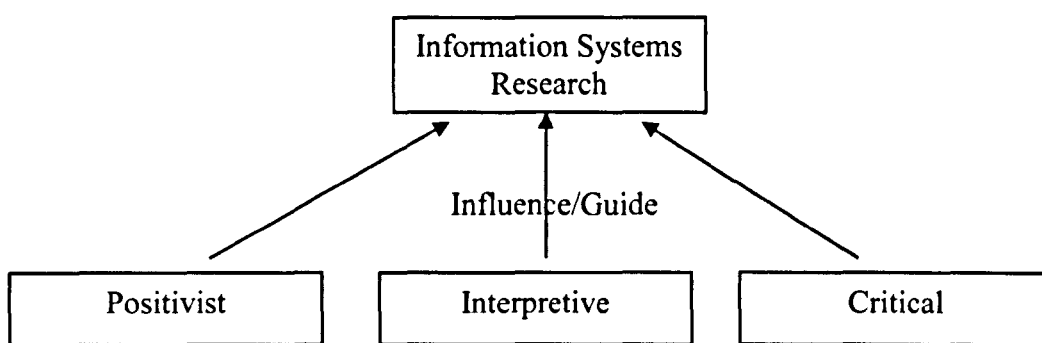 Information Systems
Research
Influence/Guide
Positivist
Interpretive
Critical